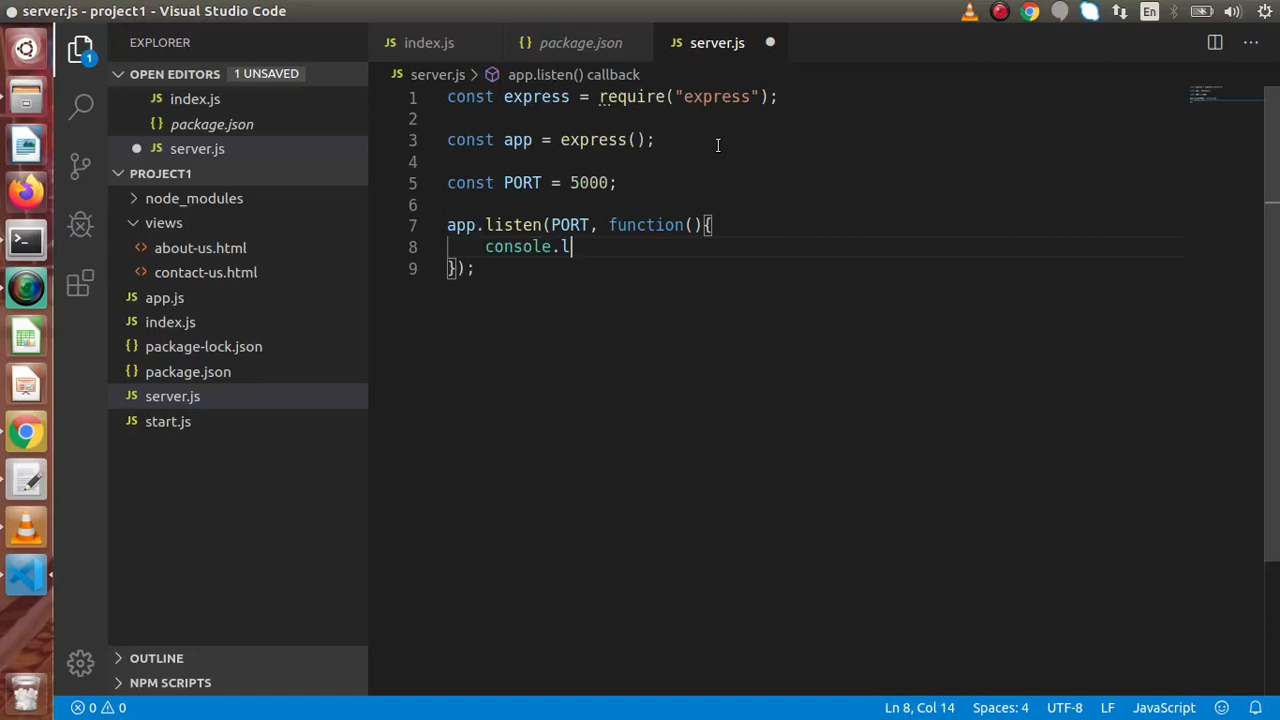 server.js - project1 - Visual Studio Code
En
EXPLORER
OPEN EDITORS 1 UNSAVED
JS index.js
{} package.json
JS server.js
PROJECT1
node_modules
views
<> about-us.html
<> contact-us.html
JS app.js
JS index.js
{} package-lock.json
{} package.json
JS server.js
JS start.js
OUTLINE
NPM SCRIPTS
1
JS index.js
{} package.json
JS server.js
JS server.js > app.listen() callback
1 const express = require("express");
2
3 const app = express();
4
5 const PORT = 5000;
6
7 app.listen(PORT, function(){
8 console.l
9 });
0 0
Ln 8, Col 14
Spaces: 4
UTF-8
LF
JavaScript